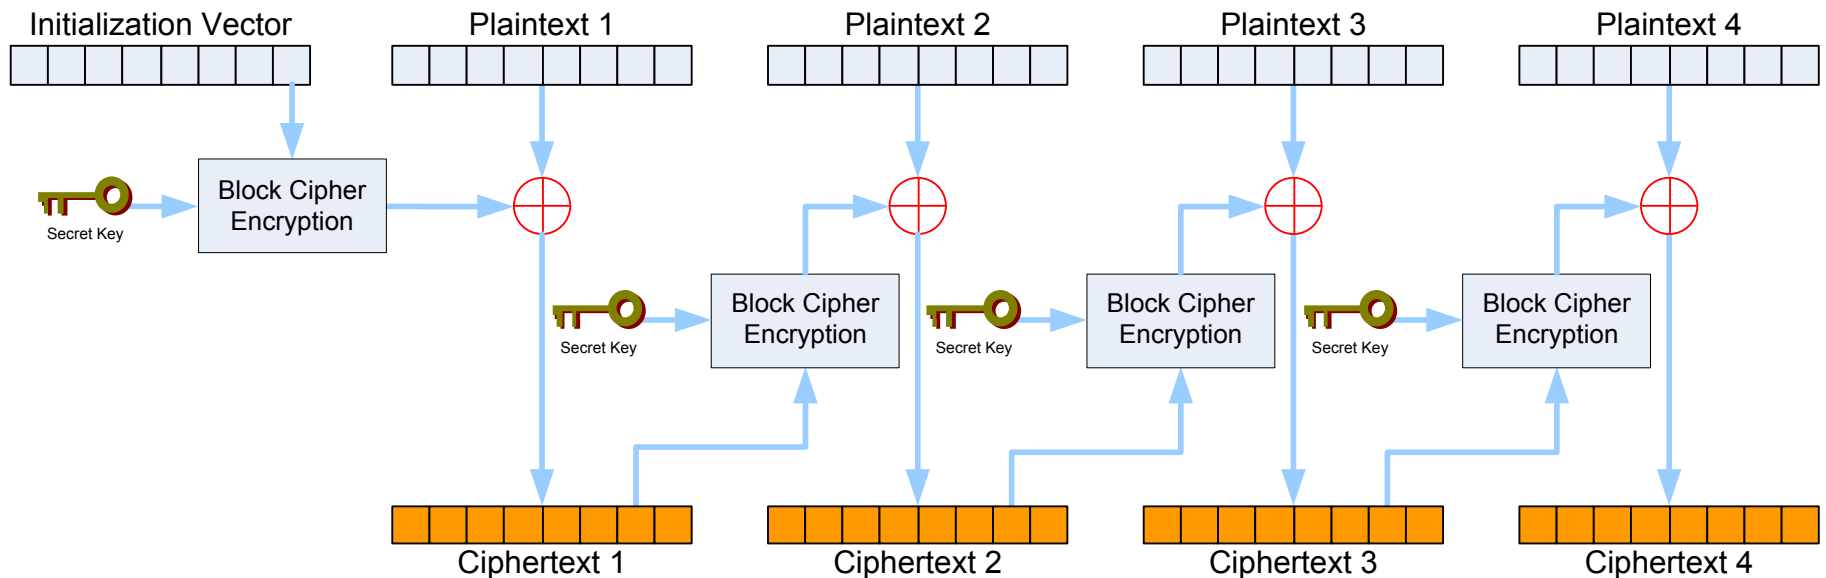 Initialization Vector
Plaintext 1
Plaintext 2
Plaintext 3
Plaintext 4
Block Cipher
Encryption
Secret Key
Block Cipher
Encryption
Secret Key
Block Cipher
Encryption
Secret Key
Block Cipher
Encryption
Secret Key
Ciphertext 1
Ciphertext 2
Ciphertext 3
Ciphertext 4